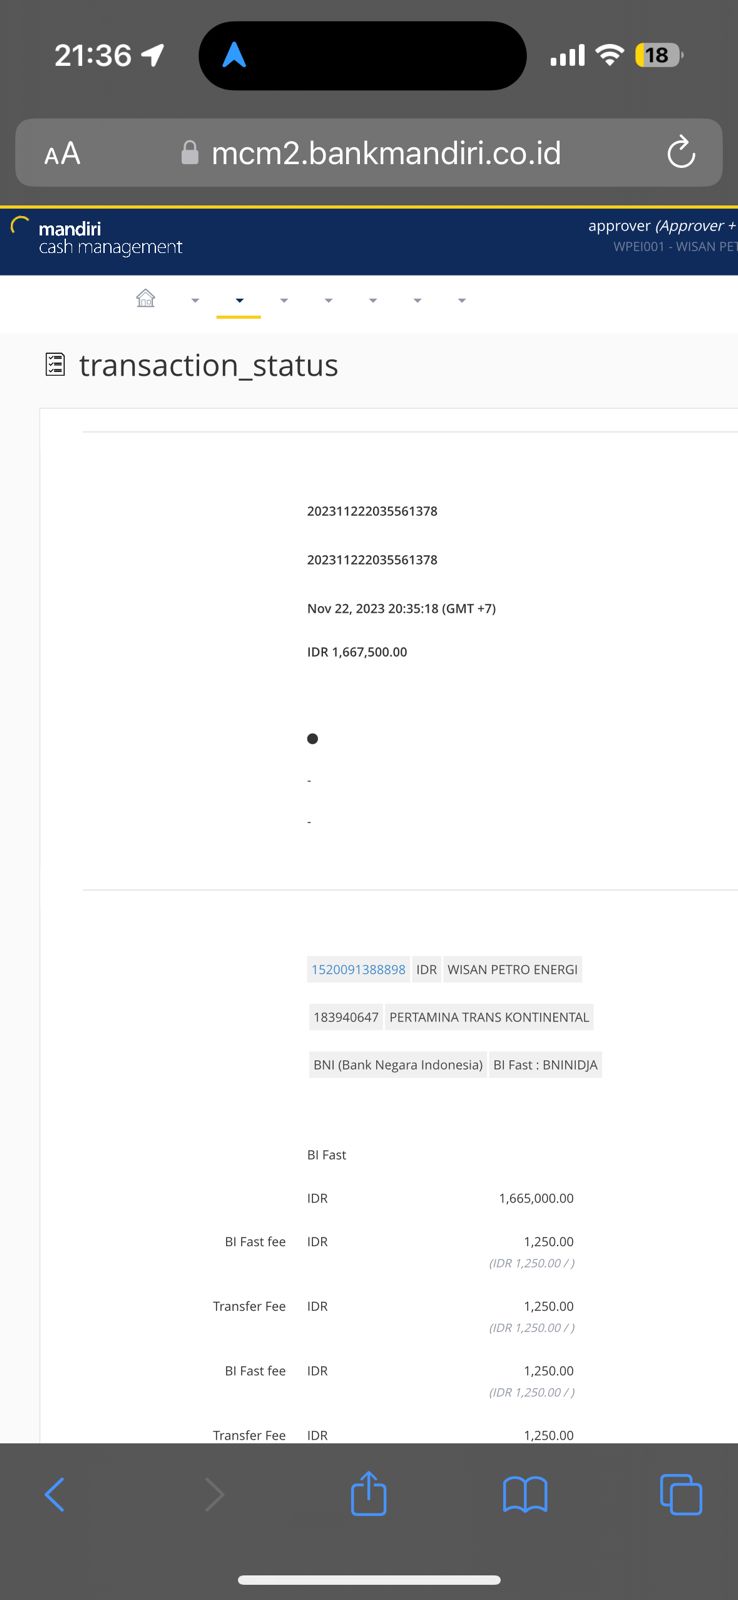 21:36
18
AA mcm2.bankmandiri.co.id
mandiri
cash management
approver (Approver +
WPEI001 - WISAN PET
transaction_status
202311222035561378
202311222035561378
Nov 22, 2023 20:35:18 (GMT +7)
IDR 1,667,500.00
-
-
1520091388898 IDR WISAN PETRO ENERGI
183940647 PERTAMINA TRANS KONTINENTAL
BNI (Bank Negara Indonesia) BI Fast : BNINIDJA
BI Fast
IDR 1,665,000.00
BI Fast fee IDR 1,250.00
(IDR 1,250.00 / )
Transfer Fee IDR 1,250.00
(IDR 1,250.00 / )
BI Fast fee IDR 1,250.00
(IDR 1,250.00 / )
Transfer Fee IDR 1,250.00